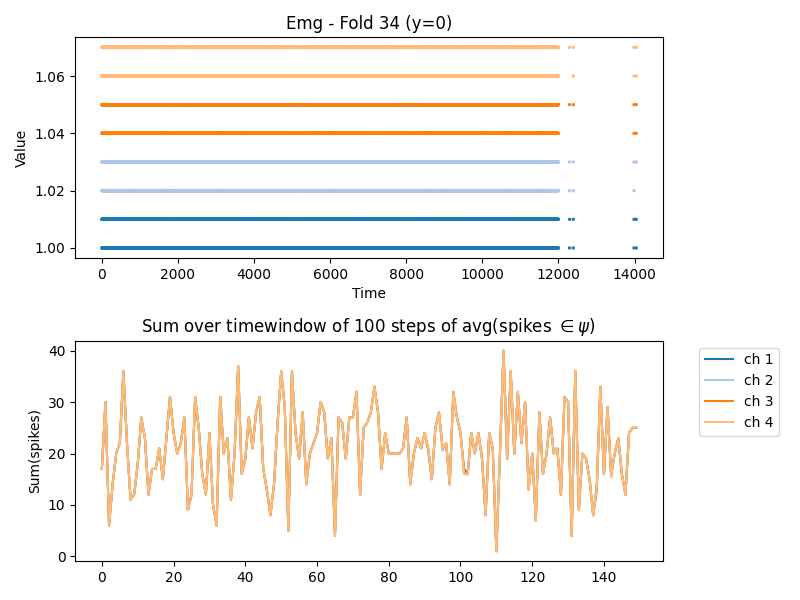 Emg - Fold 34 (y=0)
1.06
1.04
1.02
1.00
Value
0 2000 4000 6000 8000 10000 12000 14000
Time
Sum over timewindow of 100 steps of avg(spikes ∈ψ)
40
30
20
10
0
Sum(spikes)
0 20 40 60 80 100 120 140
ch 1
ch 2
ch 3
ch 4